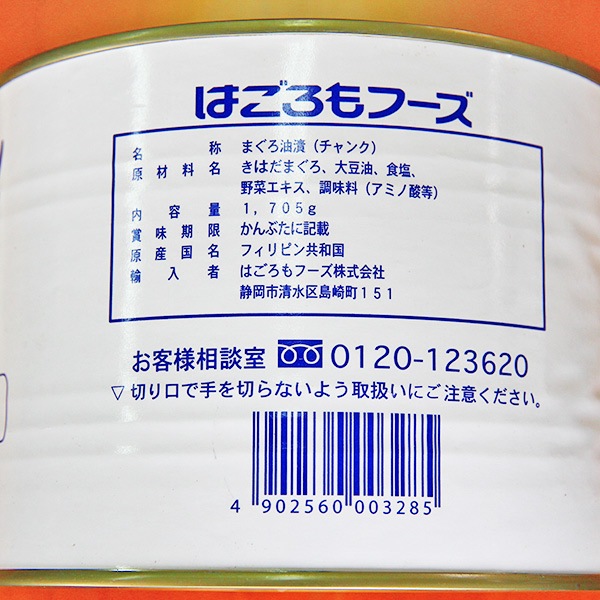 はごろもフーズ
名称 まぐろ油漬（チャンク）
原材料名 きはだまぐろ、大豆油、食塩、
野菜エキス、調味料（アミノ酸等）
内容量 1,705g
賞味期限 かんぶたに記載
原産国名 フィリピン共和国
輸入者 はごろもフーズ株式会社
静岡市清水区島崎町151
お客様相談室 0120-123620
▽切り口で手を切らないよう取扱いにご注意ください。
4 902560 003285